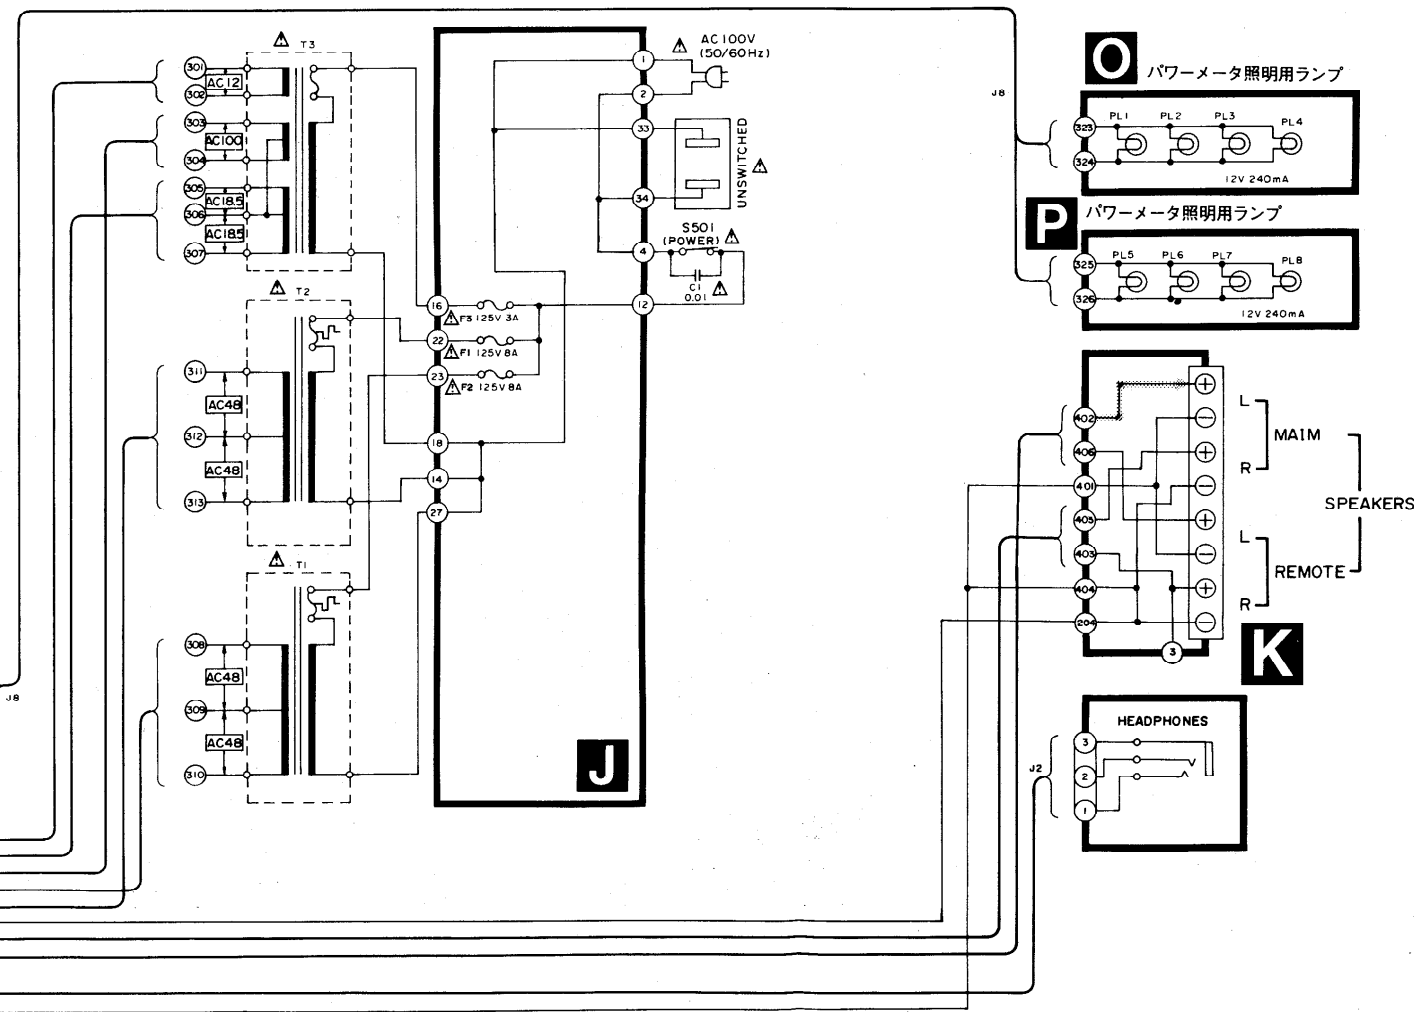 T3
301
AC12
302
303
AC100
304
305
AC18.5
306
AC18.5
307
T2
311
AC48
312
AC48
313
T1
308
AC48
309
AC48
310
J8
1
2
33
34
4
12
16
F3 125V 3A
22
F1 125V 8A
23
F2 125V 8A
18
14
27
J
AC100V
(50/60Hz)
UNSWITCHED
S501
(POWER)
C1
0.01
J8
O
パワーメータ照明用ランプ
323
324
PL1 PL2 PL3 PL4
12V 240mA
P
パワーメータ照明用ランプ
325
326
PL5 PL6 PL7 PL8
12V 240mA
402
406
401
405
403
404
204
3
+
−
+
−
+
−
+
−
L
R
MAIM
SPEAKERS
L
R
REMOTE
K
HEADPHONES
J2
3
2
1